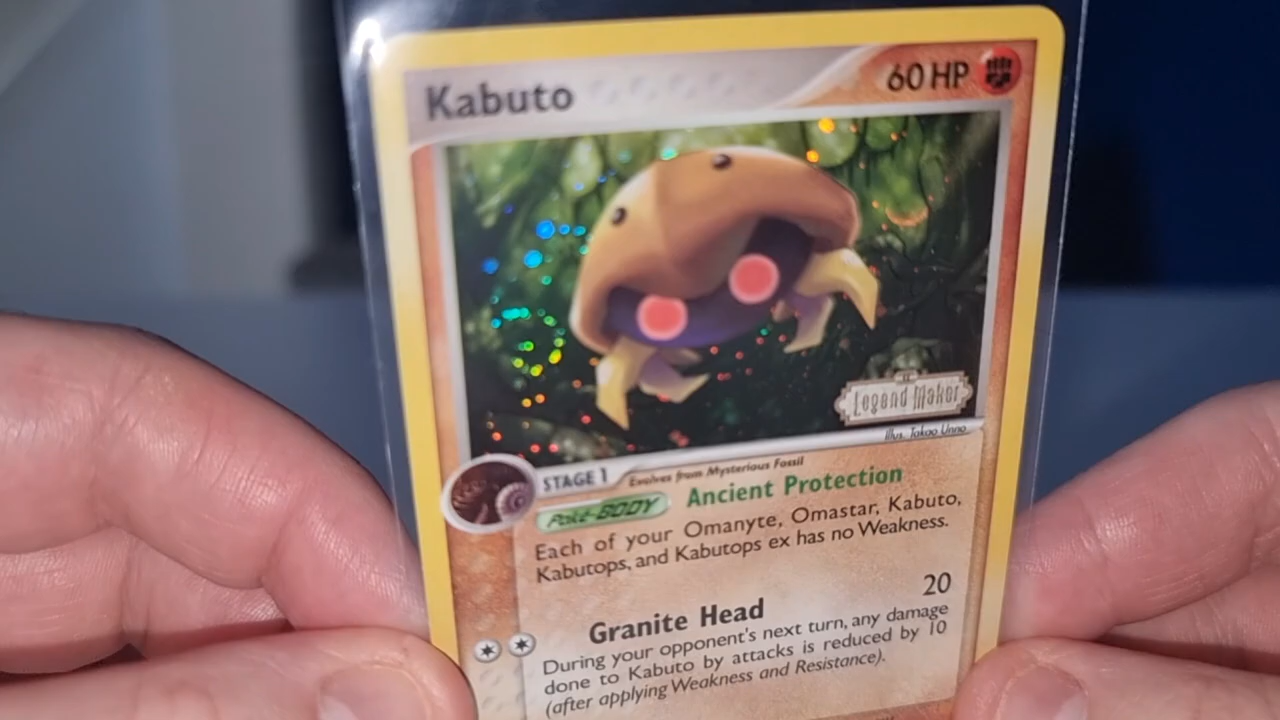 Kabuto
60 HP
Legend Maker
Illus. Takao Unno
STAGE 1
Evolves from Mysterious Fossil
Poké-BODY
Ancient Protection
Each of your Omanyte, Omastar, Kabuto,
Kabutops, and Kabutops ex has no Weakness.
Granite Head
20
During your opponent's next turn, any damage
done to Kabuto by attacks is reduced by 10
(after applying Weakness and Resistance).